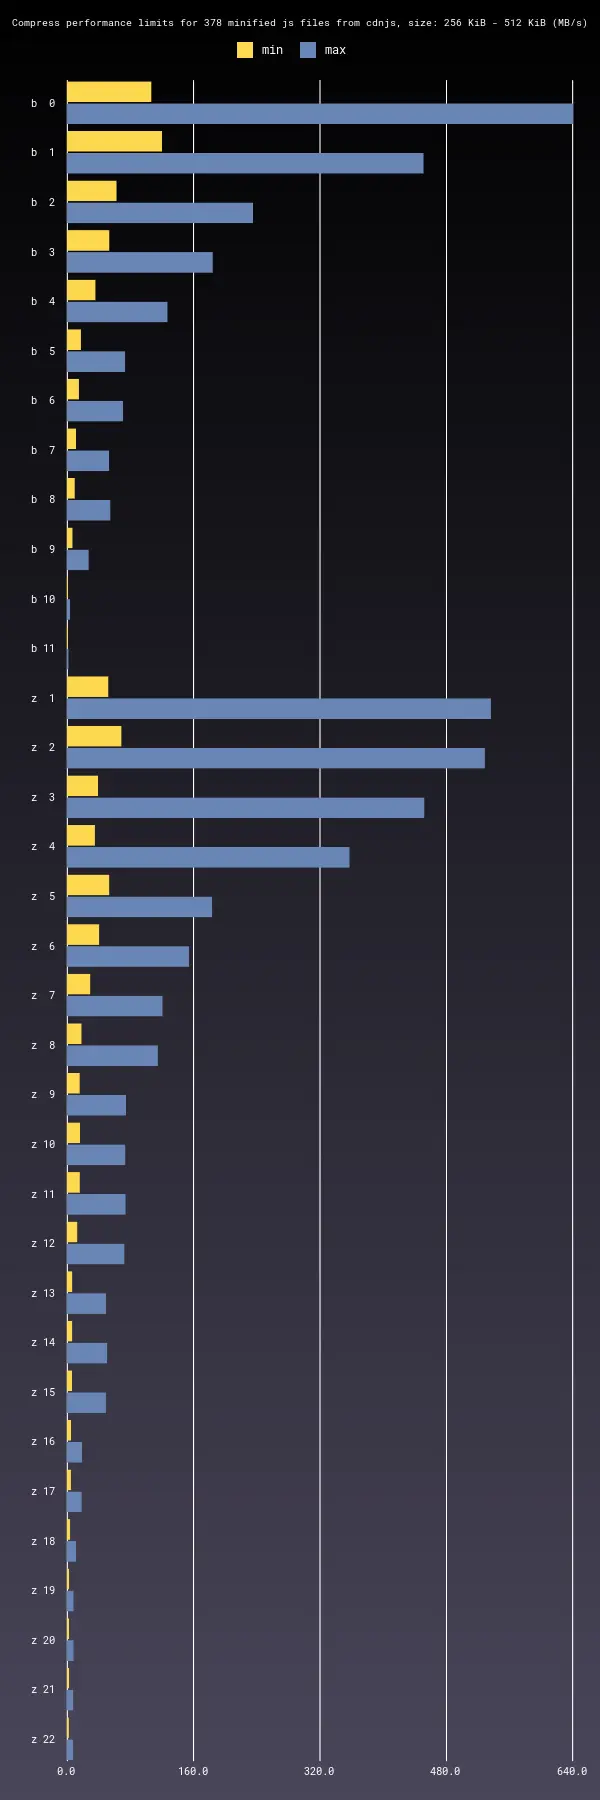 Compress performance limits for 378 minified js files from cdnjs, size: 256 KiB - 512 KiB (MB/s)
min max
b 0
b 1
b 2
b 3
b 4
b 5
b 6
b 7
b 8
b 9
b 10
b 11
z 1
z 2
z 3
z 4
z 5
z 6
z 7
z 8
z 9
z 10
z 11
z 12
z 13
z 14
z 15
z 16
z 17
z 18
z 19
z 20
z 21
z 22
0.0 160.0 320.0 480.0 640.0